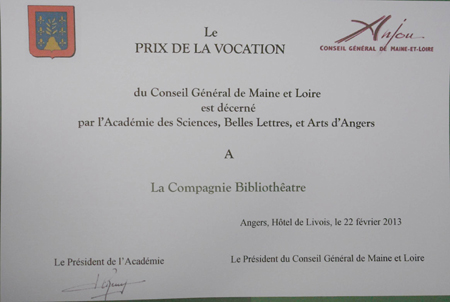 Le
PRIX DE LA VOCATION
Anjou
CONSEIL GÉNÉRAL DE MAINE-ET-LOIRE
du Conseil Général de Maine et Loire
est décerné
par l'Académie des Sciences, Belles Lettres, et Arts d'Angers
A
La Compagnie Bibliothéatre
Angers, Hôtel de Livois, le 22 février 2013
Le Président de l'Académie
Le Président du Conseil Général de Maine et Loire